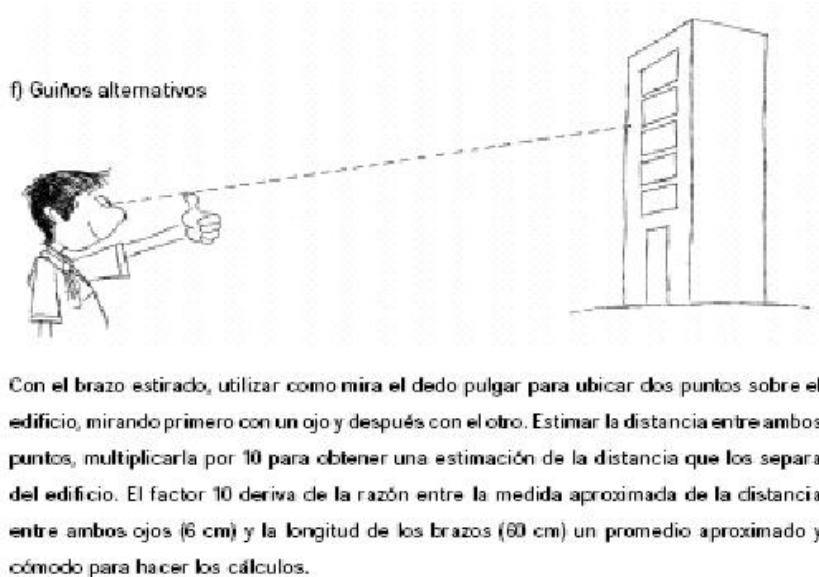 f) Guiños alternativos
Con el brazo estirado, utilizar como mira el dedo pulgar para ubicar dos puntos sobre el
edificio, mirando primero con un ojo y después con el otro. Estimar la distancia entre ambos
puntos, multiplicarla por 10 para obtener una estimación de la distancia que los separa
del edificio. El factor 10 deriva de la razón entre la medida aproximada de la distancia
entre ambos ojos (6 cm) y la longitud de los brazos (60 cm) un promedio aproximado y
cómodo para hacer los cálculos.